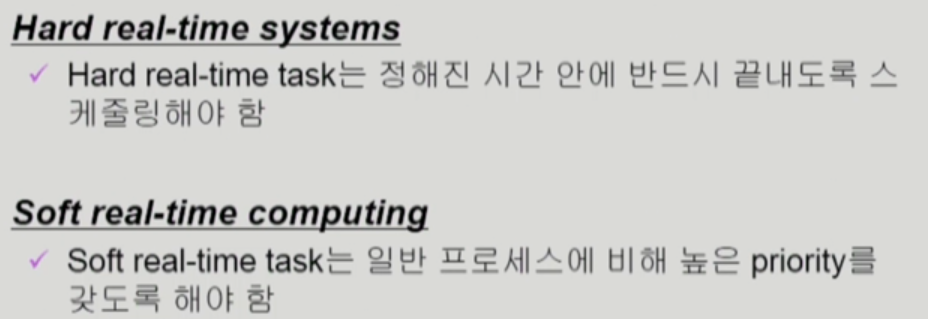 Hard real-time systems
✓ Hard real-time task는 정해진 시간 안에 반드시 끝내도록 스
케줄링해야 함
Soft real-time computing
✓ Soft real-time task는 일반 프로세스에 비해 높은 priority를
갖도록 해야 함